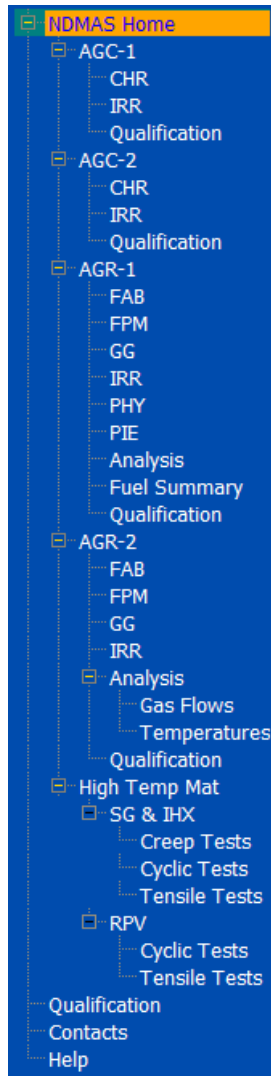 NDMAS Home
AGC-1
CHR
IRR
Qualification
AGC-2
CHR
IRR
Qualification
AGR-1
FAB
FPM
GG
IRR
PHY
PIE
Analysis
Fuel Summary
Qualification
AGR-2
FAB
FPM
GG
IRR
Analysis
Gas Flows
Temperatures
Qualification
High Temp Mat
SG & IHX
Creep Tests
Cyclic Tests
Tensile Tests
RPV
Cyclic Tests
Tensile Tests
Qualification
Contacts
Help